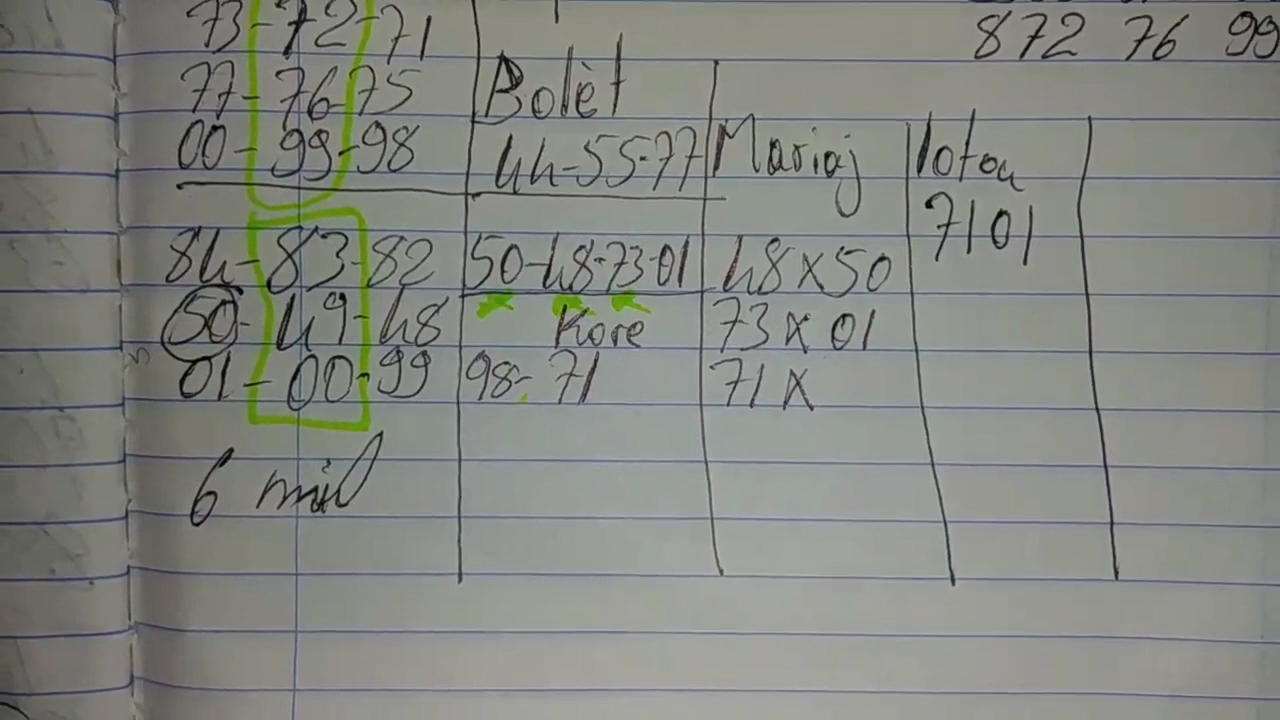 73-72-71
872 76 99
77-76-75
Bolèt
00-99-98
44-55-77
Mariaj
lotoa
7101
84-83-82
50-48-73-01
48x50
50-49-48
Kore
73x01
01-00-99
98-71
71x
6 mil